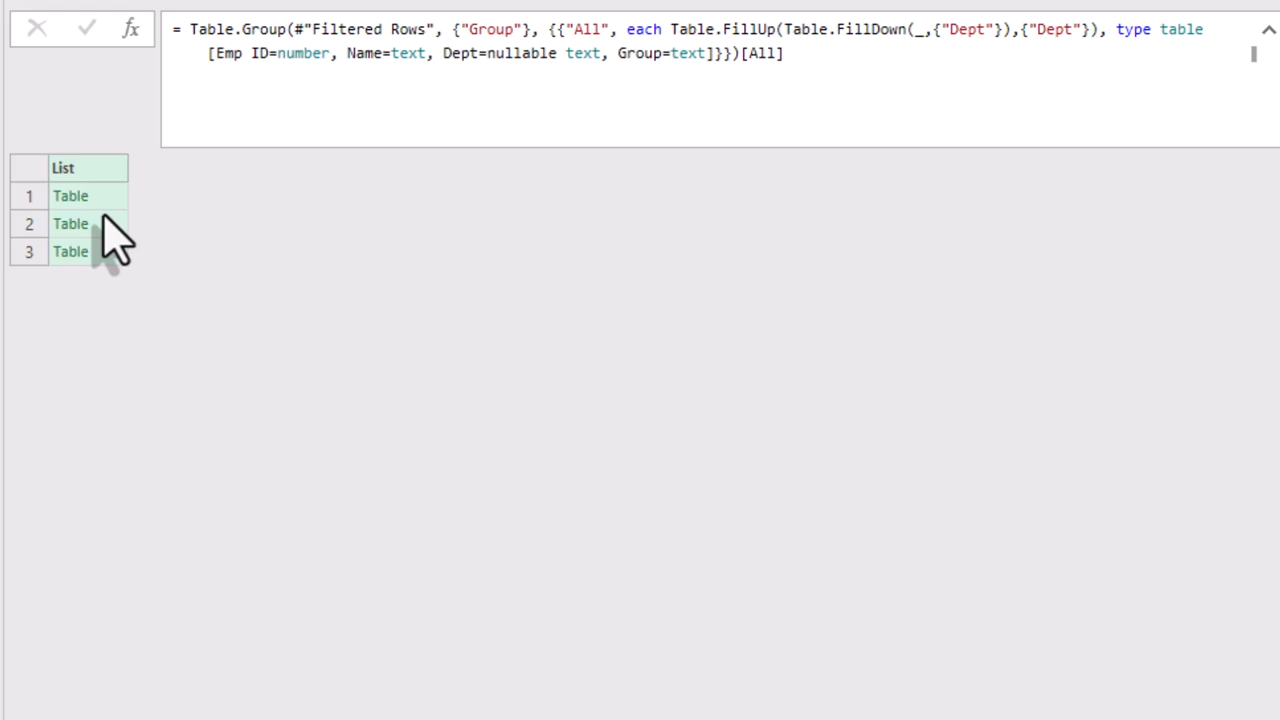 fx
= Table.Group(#"Filtered Rows", {"Group"}, {{"All", each Table.FillUp(Table.FillDown(_,{"Dept"}),{"Dept"}), type table
[Emp ID=number, Name=text, Dept=nullable text, Group=text]}})[All]
List
1 Table
2 Table
3 Table